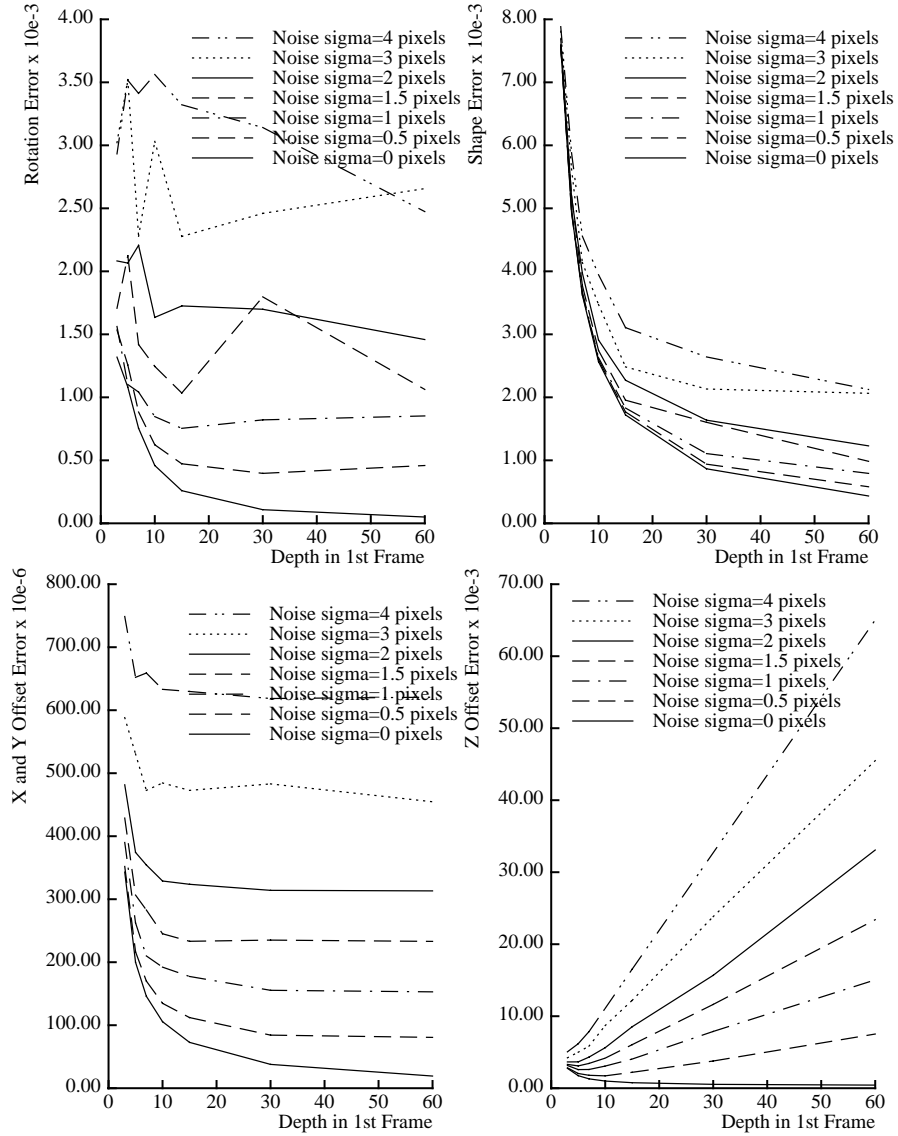 Rotation Error x 10e-3
4.00
3.50
3.00
2.50
2.00
1.50
1.00
0.50
0.00
0 10 20 30 40 50 60
Depth in 1st Frame
Noise sigma=4 pixels
Noise sigma=3 pixels
Noise sigma=2 pixels
Noise sigma=1.5 pixels
Noise sigma=1 pixels
Noise sigma=0.5 pixels
Noise sigma=0 pixels
Shape Error x 10e-3
8.00
7.00
6.00
5.00
4.00
3.00
2.00
1.00
0.00
0 10 20 30 40 50 60
Depth in 1st Frame
Noise sigma=4 pixels
Noise sigma=3 pixels
Noise sigma=2 pixels
Noise sigma=1.5 pixels
Noise sigma=1 pixels
Noise sigma=0.5 pixels
Noise sigma=0 pixels
X and Y Offset Error x 10e-6
800.00
700.00
600.00
500.00
400.00
300.00
200.00
100.00
0.00
0 10 20 30 40 50 60
Depth in 1st Frame
Noise sigma=4 pixels
Noise sigma=3 pixels
Noise sigma=2 pixels
Noise sigma=1.5 pixels
Noise sigma=1 pixels
Noise sigma=0.5 pixels
Noise sigma=0 pixels
Z Offset Error x 10e-3
70.00
60.00
50.00
40.00
30.00
20.00
10.00
0.00
0 10 20 30 40 50 60
Depth in 1st Frame
Noise sigma=4 pixels
Noise sigma=3 pixels
Noise sigma=2 pixels
Noise sigma=1.5 pixels
Noise sigma=1 pixels
Noise sigma=0.5 pixels
Noise sigma=0 pixels